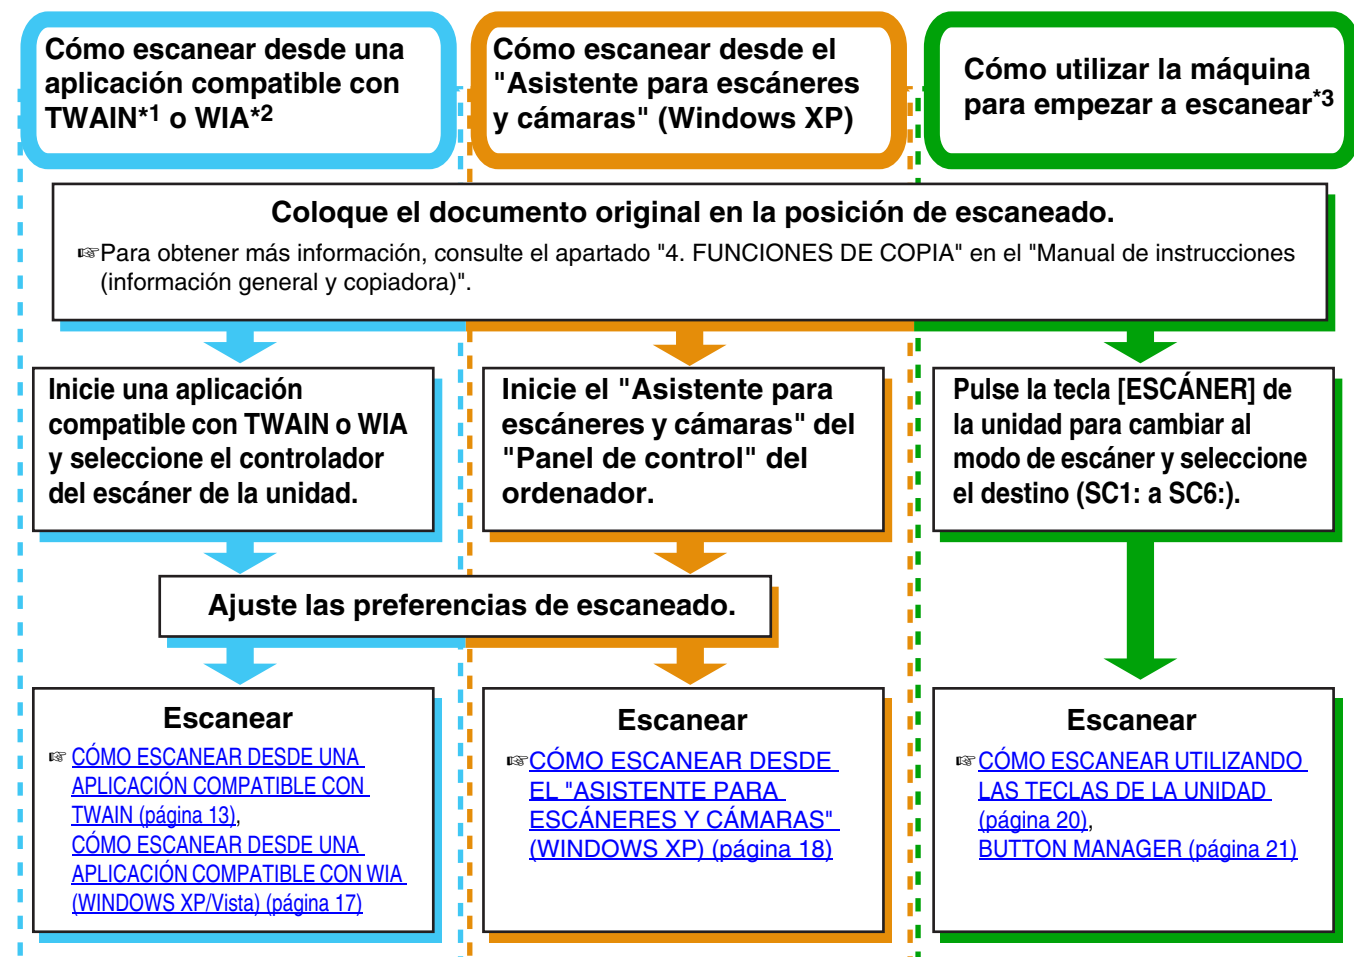 Cómo escanear desde una
aplicación compatible con
TWAIN*1 o WIA*2
Cómo escanear desde el
"Asistente para escáneres
y cámaras" (Windows XP)
Cómo utilizar la máquina
para empezar a escanear*3
Coloque el documento original en la posición de escaneado.
☞Para obtener más información, consulte el apartado "4. FUNCIONES DE COPIA" en el "Manual de instrucciones
(información general y copiadora)".
Inicie una aplicación
compatible con TWAIN o WIA
y seleccione el controlador
del escáner de la unidad.
Inicie el "Asistente para
escáneres y cámaras" del
"Panel de control" del
ordenador.
Pulse la tecla [ESCÁNER] de
la unidad para cambiar al
modo de escáner y seleccione
el destino (SC1: a SC6:).
Ajuste las preferencias de escaneado.
Escanear
☞ CÓMO ESCANEAR DESDE UNA
APLICACIÓN COMPATIBLE CON
TWAIN (página 13),
CÓMO ESCANEAR DESDE UNA
APLICACIÓN COMPATIBLE CON WIA
(WINDOWS XP/Vista) (página 17)
Escanear
☞CÓMO ESCANEAR DESDE
EL "ASISTENTE PARA
ESCÁNERES Y CÁMARAS"
(WINDOWS XP) (página 18)
Escanear
☞CÓMO ESCANEAR UTILIZANDO
LAS TECLAS DE LA UNIDAD
(página 20),
BUTTON MANAGER (página 21)